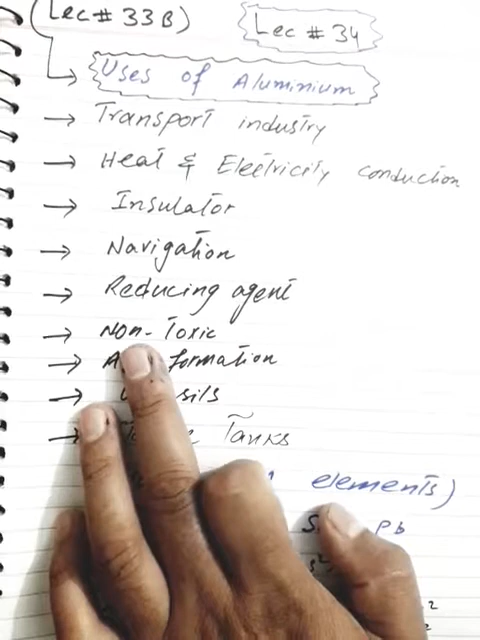 (Lec # 33B)
Lec # 34
Uses of Aluminium
→ Transport industry
→ Heat & Electricity conduction
→ Insulator
→ Navigation
→ Reducing agent
→ Non-Toxic
→ formation
→
→ Tanks
elements)
Pb